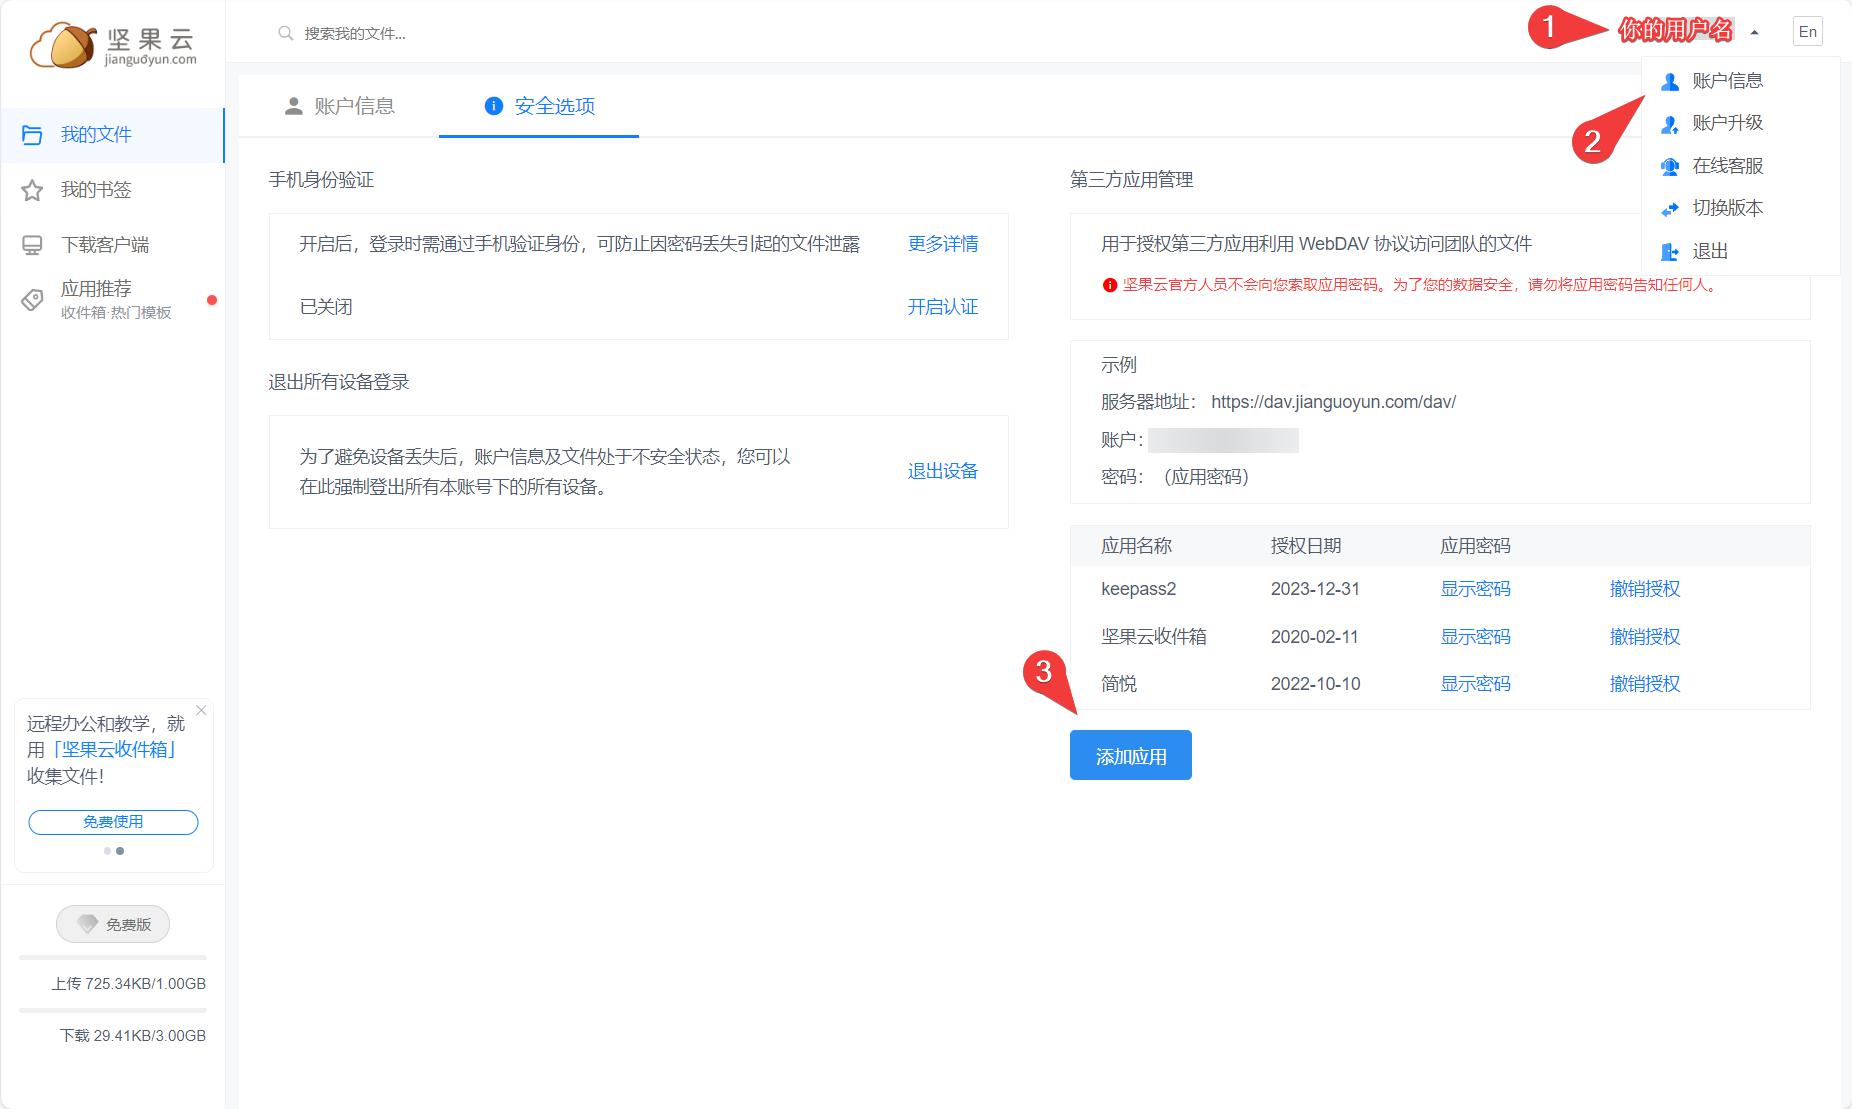 坚果云
jianguoyun.com
搜索我的文件...
1
你的用户名
En
我的文件
我的书签
下载客户端
应用推荐
收件箱·热门模板
账户信息
安全选项
2
账户信息
账户升级
在线客服
切换版本
退出
手机身份验证
开启后，登录时需通过手机验证身份，可防止因密码丢失引起的文件泄露
更多详情
已关闭
开启认证
退出所有设备登录
为了避免设备丢失后，账户信息及文件处于不安全状态，您可以
在此强制登出所有本账号下的所有设备。
退出设备
第三方应用管理
用于授权第三方应用利用 WebDAV 协议访问团队的文件
坚果云官方人员不会向您索取应用密码。为了您的数据安全，请勿将应用密码告知任何人。
示例
服务器地址： https://dav.jianguoyun.com/dav/
账户：
密码：（应用密码）
应用名称 授权日期 应用密码
keepass2 2023-12-31 显示密码 撤销授权
坚果云收件箱 2020-02-11 显示密码 撤销授权
简悦 2022-10-10 显示密码 撤销授权
3
添加应用
远程办公和教学，就
用「坚果云收件箱」
收集文件！
免费使用
免费版
上传 725.34KB/1.00GB
下载 29.41KB/3.00GB